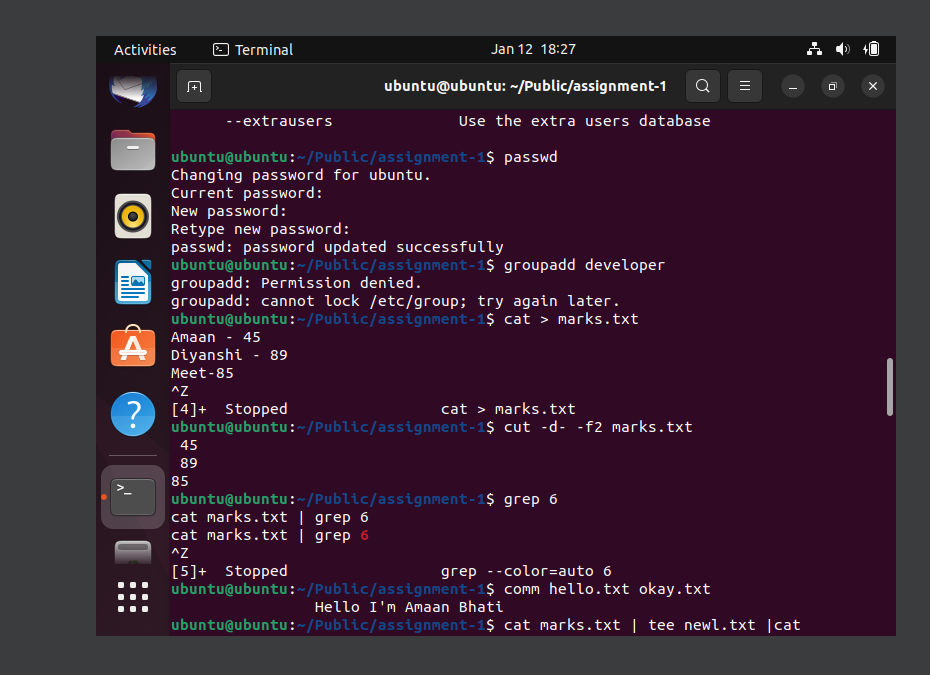 Activities Terminal Jan 12 18:27
ubuntu@ubuntu: ~/Public/assignment-1
--extrausers Use the extra users database
ubuntu@ubuntu:~/Public/assignment-1$ passwd
Changing password for ubuntu.
Current password:
New password:
Retype new password:
passwd: password updated successfully
ubuntu@ubuntu:~/Public/assignment-1$ groupadd developer
groupadd: Permission denied.
groupadd: cannot lock /etc/group; try again later.
ubuntu@ubuntu:~/Public/assignment-1$ cat > marks.txt
Amaan - 45
Diyanshi - 89
Meet-85
^Z
[4]+ Stopped cat > marks.txt
ubuntu@ubuntu:~/Public/assignment-1$ cut -d- -f2 marks.txt
45
89
85
ubuntu@ubuntu:~/Public/assignment-1$ grep 6
cat marks.txt | grep 6
cat marks.txt | grep 6
^Z
[5]+ Stopped grep --color=auto 6
ubuntu@ubuntu:~/Public/assignment-1$ comm hello.txt okay.txt
Hello I'm Amaan Bhati
ubuntu@ubuntu:~/Public/assignment-1$ cat marks.txt | tee newl.txt |cat